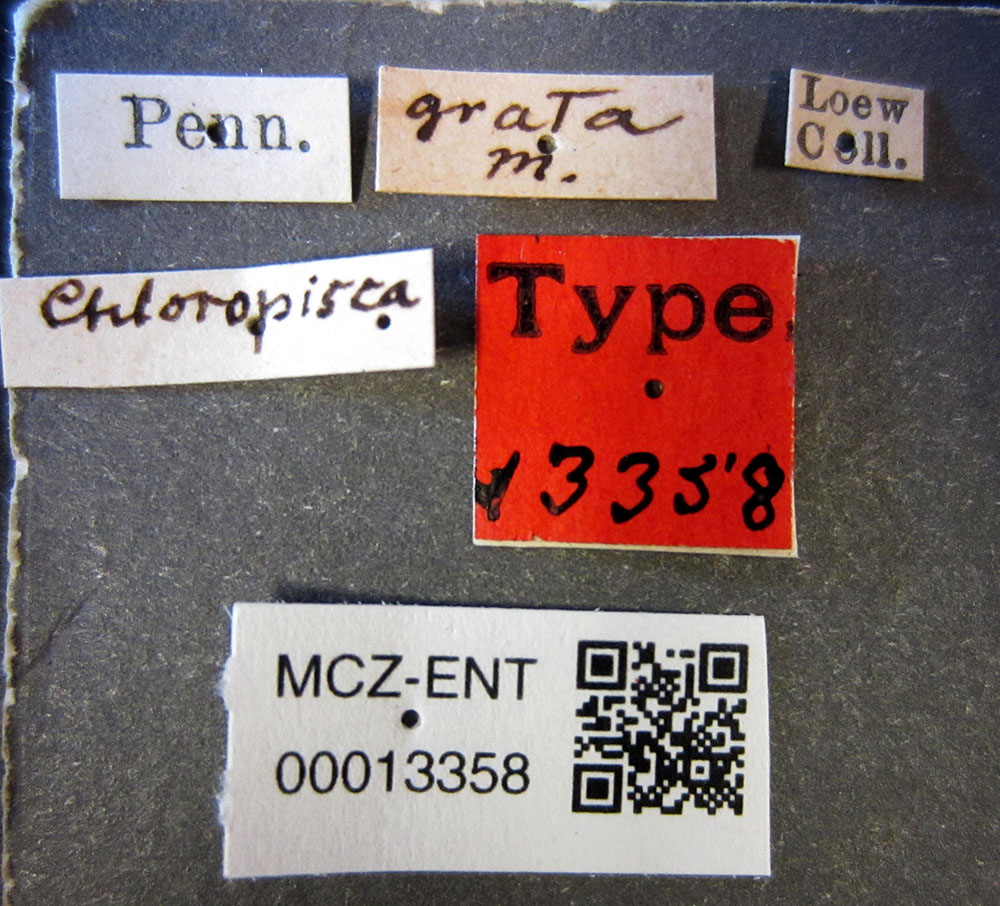 Penn.
grata
m.
Loew
Coll.
Chloropisca
Type.
13358
MCZ-ENT
00013358